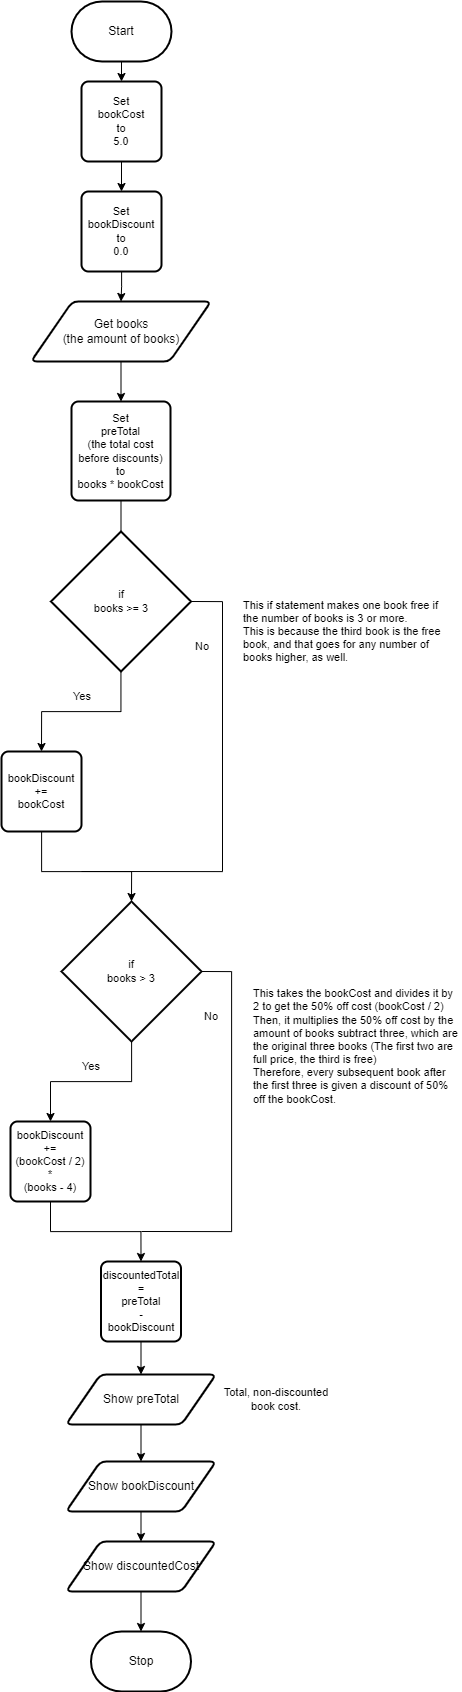 Start
Set
bookCost
to
5.0
Set
bookDiscount
to
0.0
Get books
(the amount of books)
Set
preTotal
(the total cost
before discounts)
to
books * bookCost
if
books >= 3
This if statement makes one book free if
the number of books is 3 or more.
This is because the third book is the free
book, and that goes for any number of
books higher, as well.
No
Yes
bookDiscount
+=
bookCost
if
books > 3
This takes the bookCost and divides it by
2 to get the 50% off cost (bookCost / 2)
Then, it multiplies the 50% off cost by the
amount of books subtract three, which are
the original three books (The first two are
full price, the third is free)
Therefore, every subsequent book after
the first three is given a discount of 50%
off the bookCost.
No
Yes
bookDiscount
+=
(bookCost / 2)
*
(books - 4)
discountedTotal
=
preTotal
-
bookDiscount
Show preTotal
Total, non-discounted
book cost.
Show bookDiscount
Show discountedCost
Stop